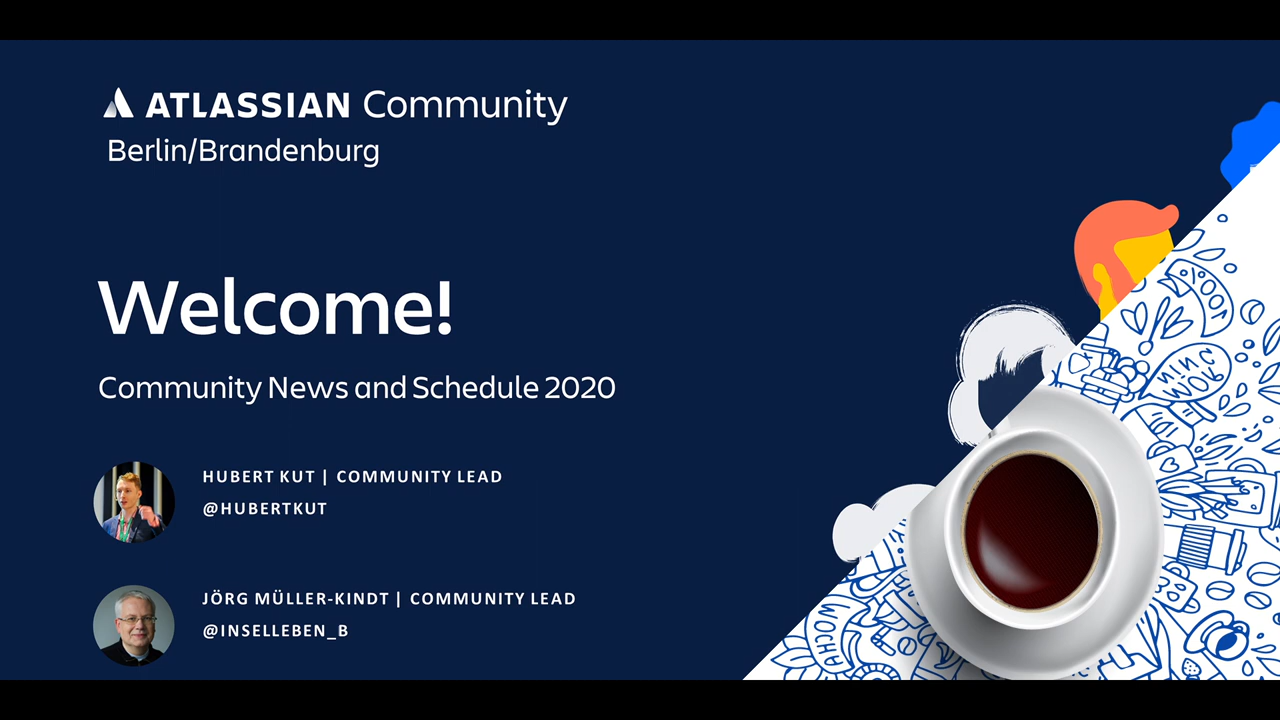 ATLASSIAN Community
Berlin/Brandenburg
Welcome!
Community News and Schedule 2020
HUBERT KUT | COMMUNITY LEAD
@HUBERTKUT
JÖRG MÜLLER-KINDT | COMMUNITY LEAD
@INSELLEBEN_B
100%